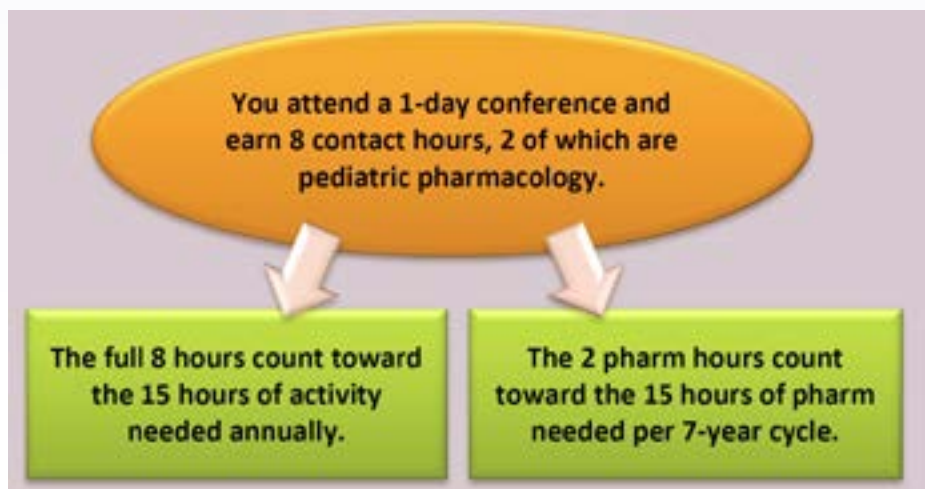 You attend a 1-day conference and
earn 8 contact hours, 2 of which are
pediatric pharmacology.
The full 8 hours count toward
the 15 hours of activity
needed annually.
The 2 pharm hours count
toward the 15 hours of pharm
needed per 7-year cycle.